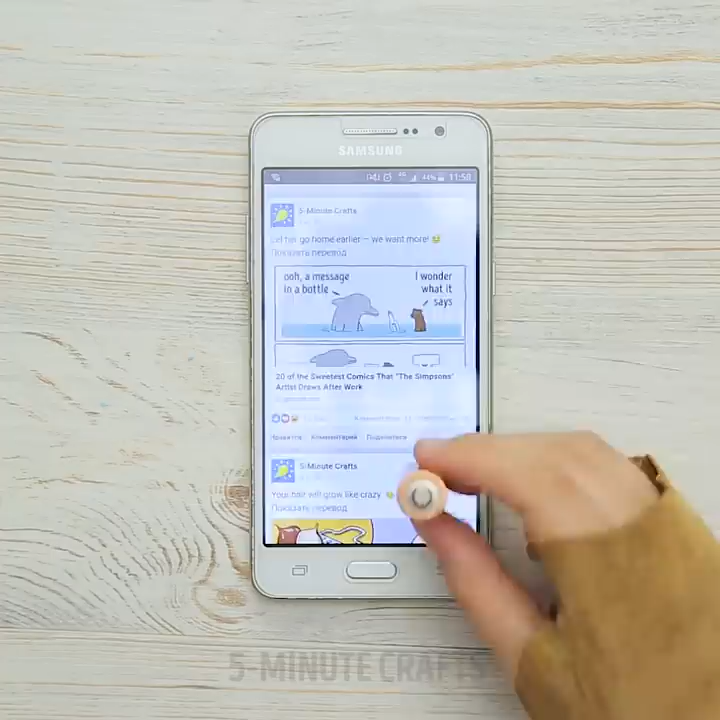 SAMSUNG
44% 11:50
5-Minute Crafts
Let her go home earlier — we want more!
Показать перевод
ooh, a message
in a bottle
I wonder
what it
says
20 of the Sweetest Comics That "The Simpsons'
Artist Draws After Work
Нравится Комментарий Поделиться
5-Minute Crafts
Your hair will grow like crazy
Показать перевод
5-MINUTE CRAFTS